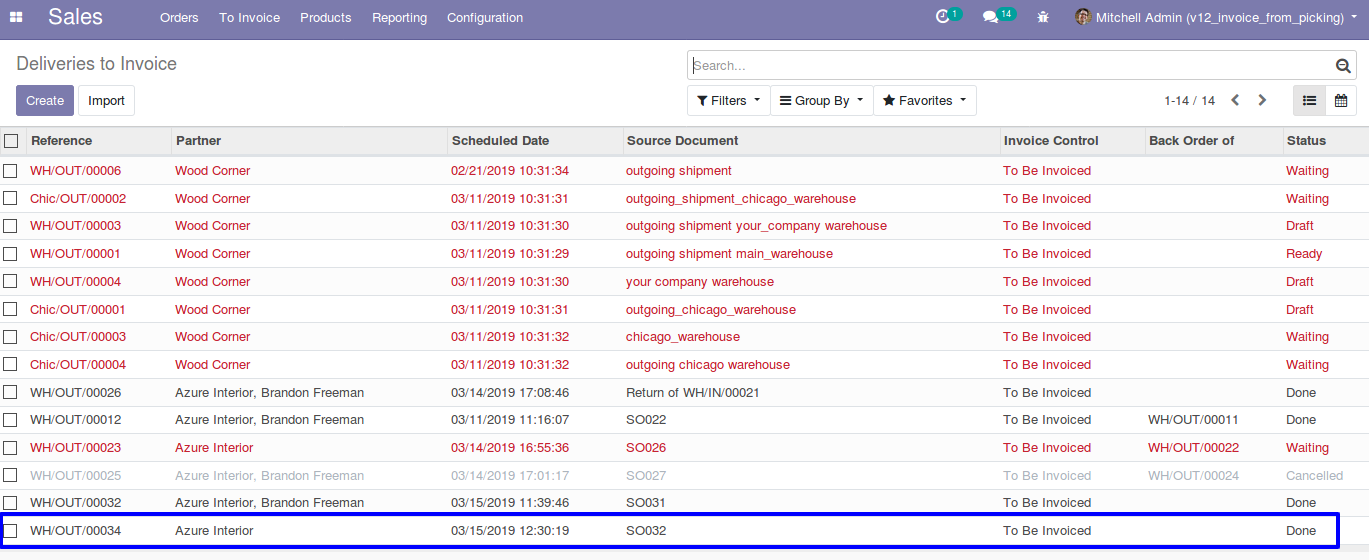 Sales Orders To Invoice Products Reporting Configuration 1 14 Mitchell Admin (v12_invoice_from_picking)
Deliveries to Invoice Search...
Create Import Filters Group By Favorites 1-14 / 14
Reference Partner Scheduled Date Source Document Invoice Control Back Order of Status
WH/OUT/00006 Wood Corner 02/21/2019 10:31:34 outgoing shipment To Be Invoiced Waiting
Chic/OUT/00002 Wood Corner 03/11/2019 10:31:31 outgoing_shipment_chicago_warehouse To Be Invoiced Waiting
WH/OUT/00003 Wood Corner 03/11/2019 10:31:30 outgoing shipment your_company warehouse To Be Invoiced Draft
WH/OUT/00001 Wood Corner 03/11/2019 10:31:29 outgoing shipment main_warehouse To Be Invoiced Ready
WH/OUT/00004 Wood Corner 03/11/2019 10:31:30 your company warehouse To Be Invoiced Draft
Chic/OUT/00001 Wood Corner 03/11/2019 10:31:31 outgoing_chicago_warehouse To Be Invoiced Draft
Chic/OUT/00003 Wood Corner 03/11/2019 10:31:32 chicago_warehouse To Be Invoiced Waiting
Chic/OUT/00004 Wood Corner 03/11/2019 10:31:32 outgoing chicago warehouse To Be Invoiced Waiting
WH/OUT/00026 Azure Interior, Brandon Freeman 03/14/2019 17:08:46 Return of WH/IN/00021 To Be Invoiced Done
WH/OUT/00012 Azure Interior, Brandon Freeman 03/11/2019 11:16:07 SO022 To Be Invoiced WH/OUT/00011 Done
WH/OUT/00023 Azure Interior 03/14/2019 16:55:36 SO026 To Be Invoiced WH/OUT/00022 Waiting
WH/OUT/00025 Azure Interior, Brandon Freeman 03/14/2019 17:01:17 SO027 To Be Invoiced WH/OUT/00024 Cancelled
WH/OUT/00032 Azure Interior, Brandon Freeman 03/15/2019 11:39:46 SO031 To Be Invoiced Done
WH/OUT/00034 Azure Interior 03/15/2019 12:30:19 SO032 To Be Invoiced Done